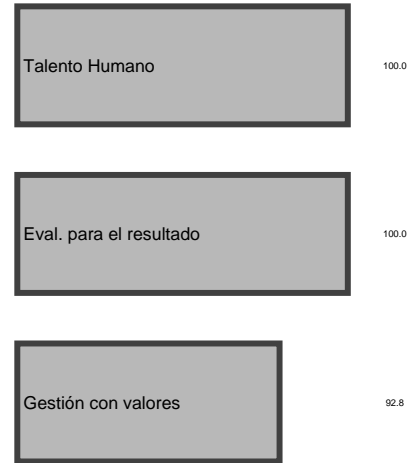 Talento Humano
100.0
Eval. para el resultado
100.0
Gestión con valores
92.8